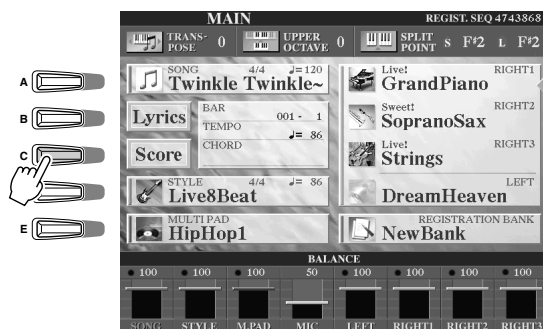 MAIN
REGIST. SEQ 4743868
TRANS-
POSE 0
UPPER
OCTAVE 0
SPLIT
POINT S F#2 L F#2
A
B
C
E
SONG 4/4 ♩=120
Twinkle Twinkle~
Lyrics
BAR
001 - 1
TEMPO
♩= 86
Score
CHORD
STYLE 4/4 ♩= 86
Live8Beat
MULTI PAD
HipHop1
Live! RIGHT1
GrandPiano
Sweet! RIGHT2
SopranoSax
Live! RIGHT3
Strings
LEFT
DreamHeaven
REGISTRATION BANK
NewBank
BALANCE
100 100 100 50 100 100 100 100
SONG STYLE M.PAD MIC LEFT RIGHT1 RIGHT2 RIGHT3